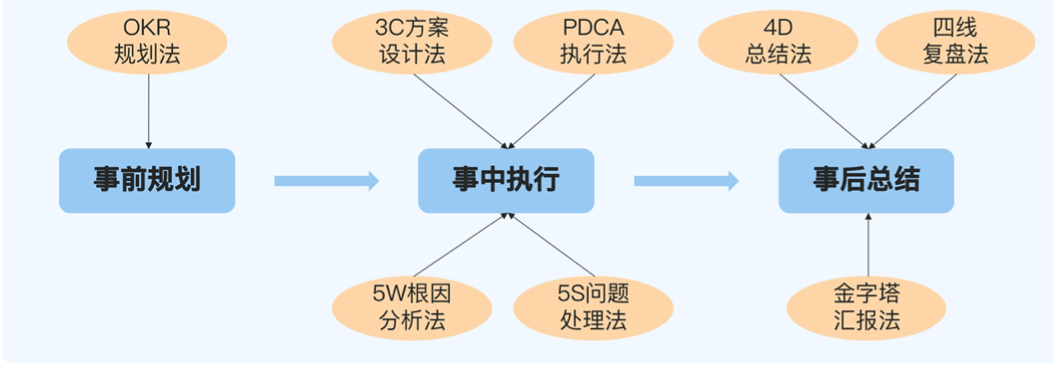 OKR
规划法
3C方案
设计法
PDCA
执行法
4D
总结法
四线
复盘法
事前规划
事中执行
事后总结
5W根因
分析法
5S问题
处理法
金字塔
汇报法